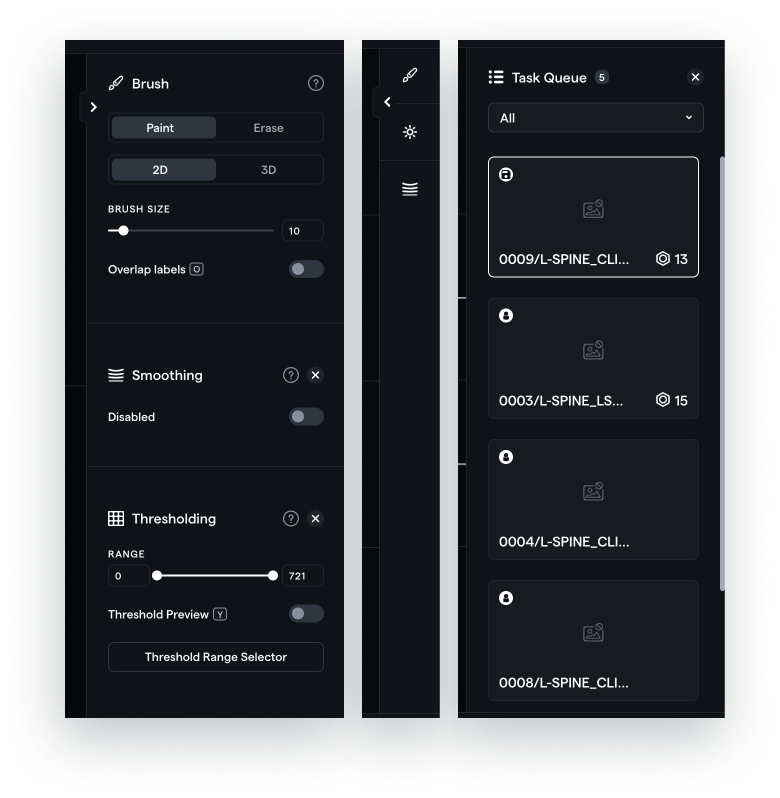 Brush
Paint
Erase
2D
3D
BRUSH SIZE
10
Overlap labels O
Smoothing
Disabled
Thresholding
RANGE
0
721
Threshold Preview Y
Threshold Range Selector
Task Queue 5
All
0009/L-SPINE_CLI...
13
0003/L-SPINE_LS...
15
0004/L-SPINE_CLI...
0008/L-SPINE_CLI...